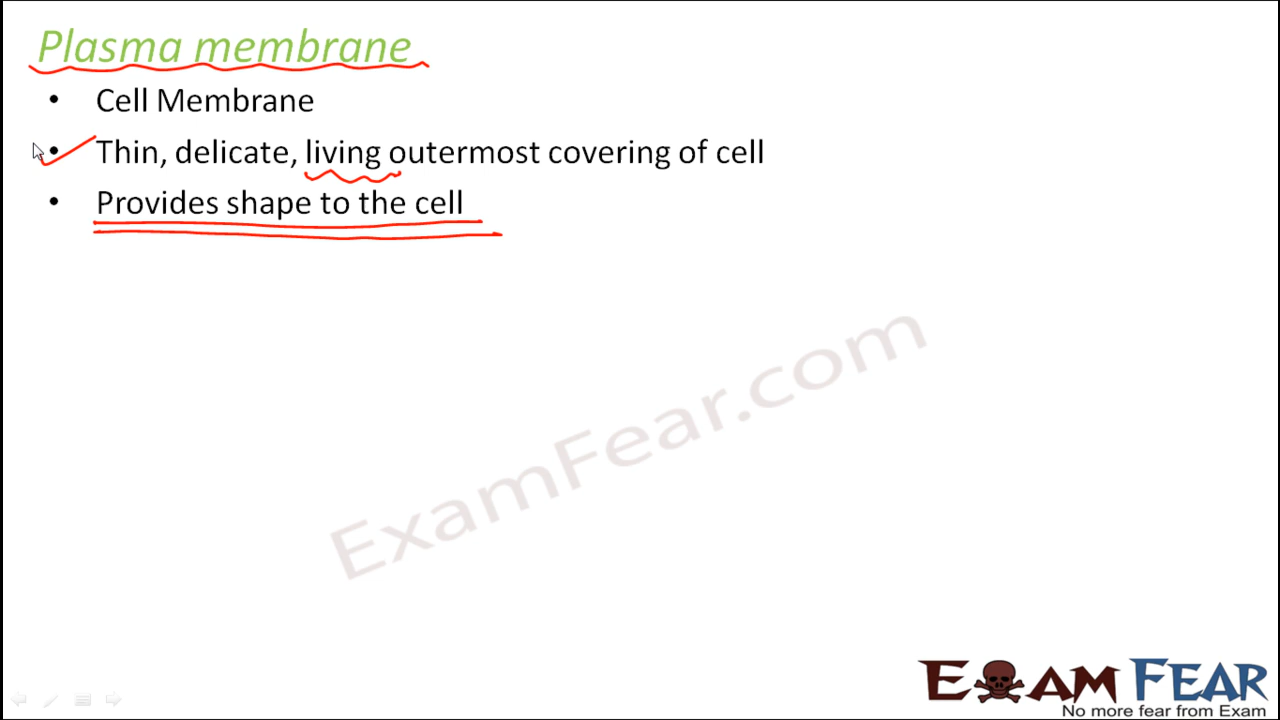 Plasma membrane
• Cell Membrane
• Thin, delicate, living outermost covering of cell
• Provides shape to the cell
ExamFear.com
EXAM FEAR
No more fear from Exam